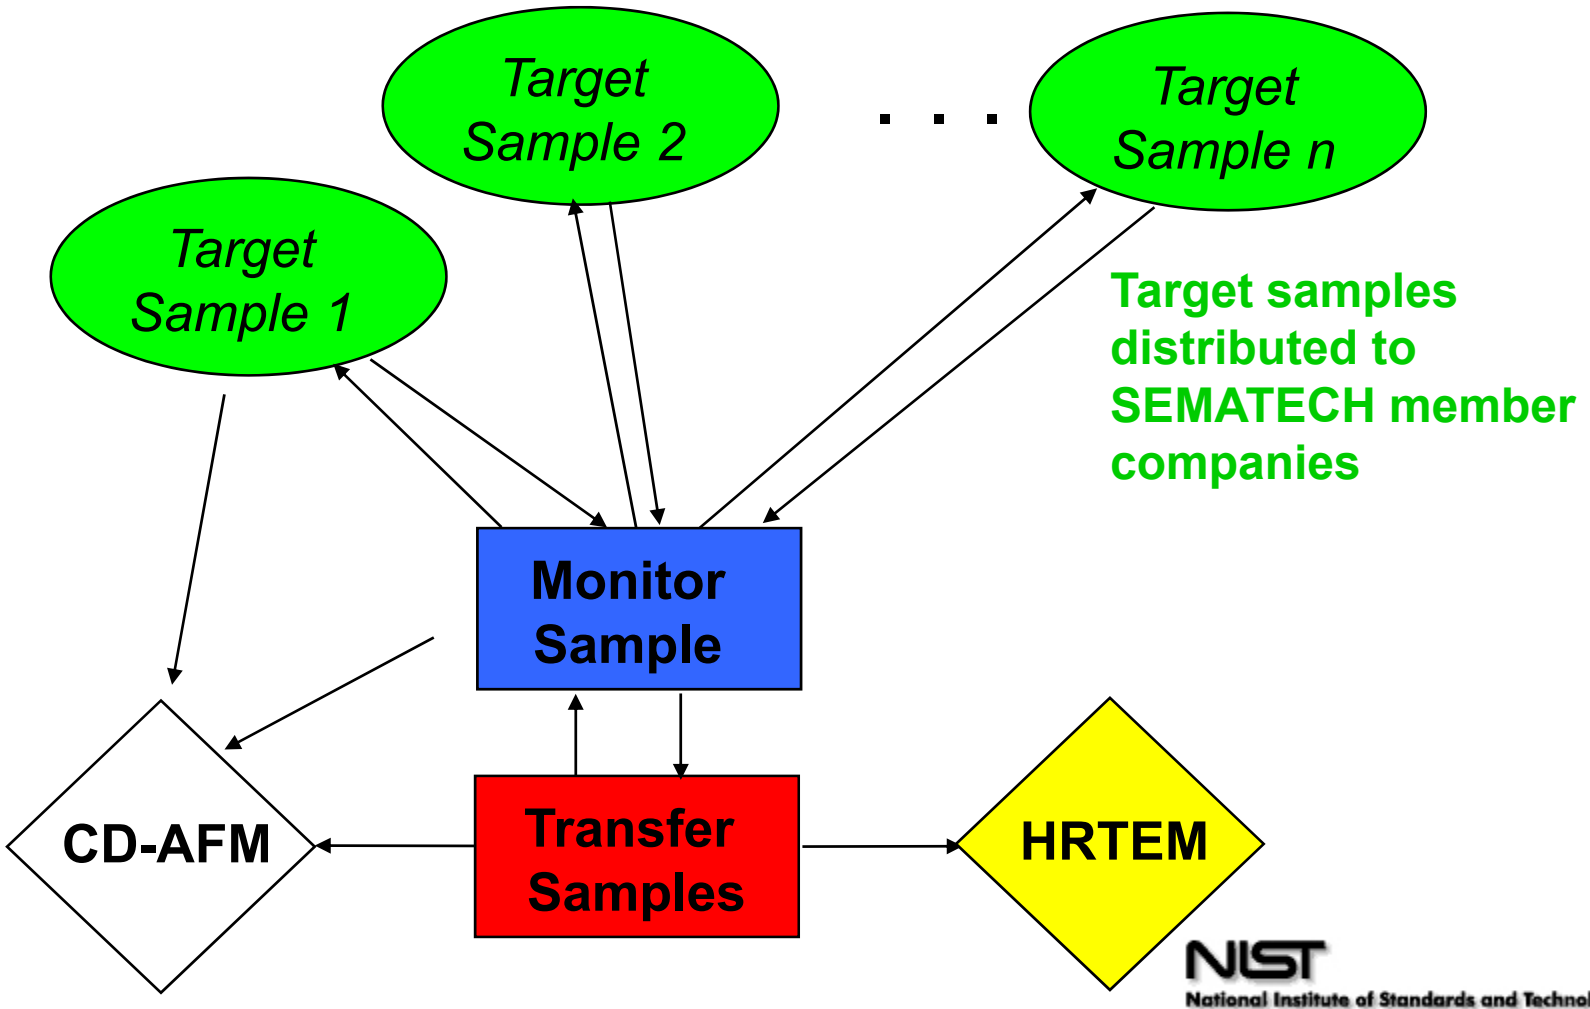 Target
Sample 2
. . .
Target
Sample n
Target
Sample 1
Target samples
distributed to
SEMATECH member
companies
Monitor
Sample
CD-AFM
Transfer
Samples
HRTEM
NIST
National Institute of Standards and